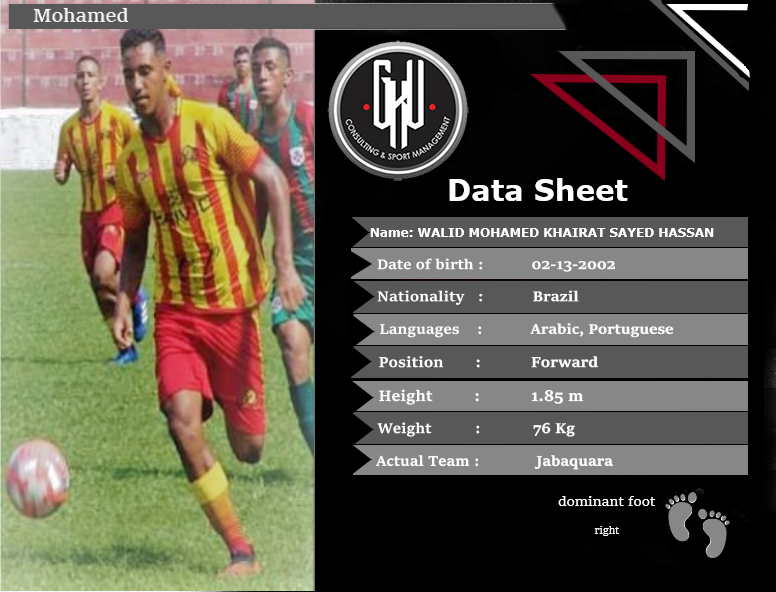 Mohamed
CONSULTING & SPORT MANAGEMENT
Data Sheet
Name: WALID MOHAMED KHAIRAT SAYED HASSAN
Date of birth : 02-13-2002
Nationality : Brazil
Languages : Arabic, Portuguese
Position : Forward
Height : 1.85 m
Weight : 76 Kg
Actual Team : Jabaquara
dominant foot
right